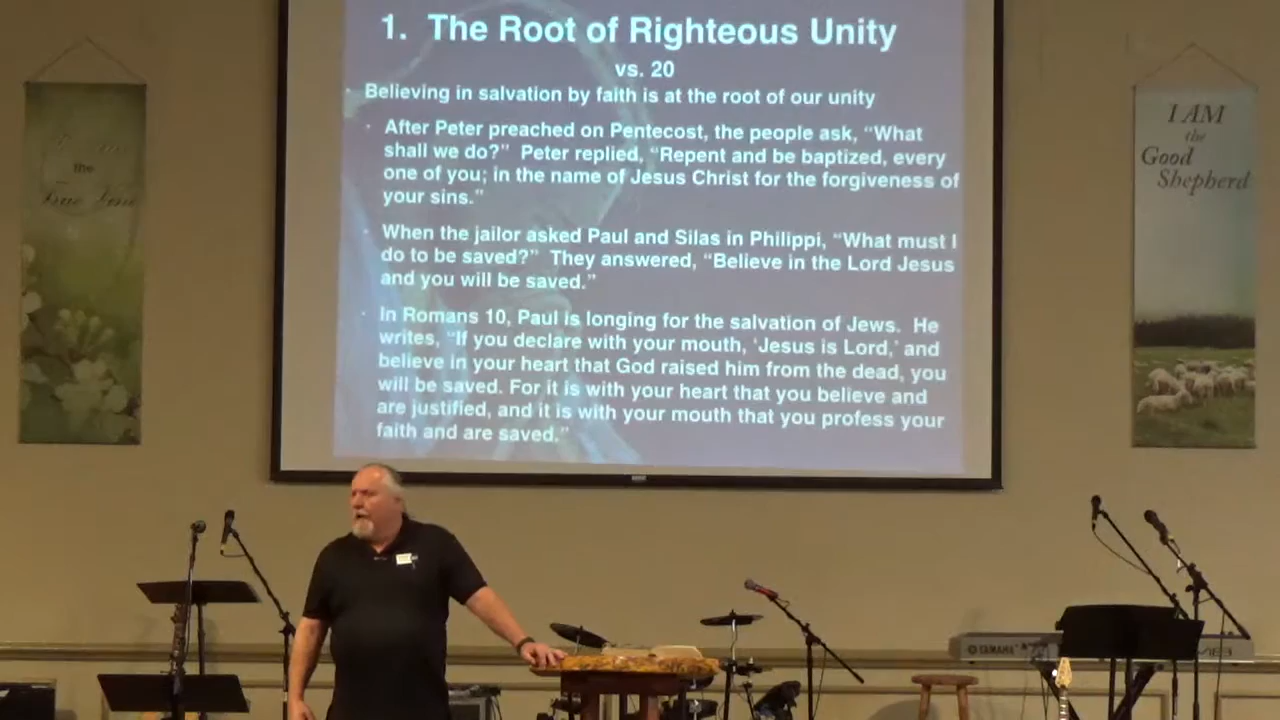 1. The Root of Righteous Unity
vs. 20
Believing in salvation by faith is at the root of our unity
After Peter preached on Pentecost, the people ask, “What
shall we do?” Peter replied, “Repent and be baptized, every
one of you; in the name of Jesus Christ for the forgiveness of
your sins.”
When the jailor asked Paul and Silas in Philippi, “What must I
do to be saved?” They answered, “Believe in the Lord Jesus
and you will be saved.”
In Romans 10, Paul is longing for the salvation of Jews. He
writes, “If you declare with your mouth, ‘Jesus is Lord,’ and
believe in your heart that God raised him from the dead, you
will be saved. For it is with your heart that you believe and
are justified, and it is with your mouth that you profess your
faith and are saved.”
the
True Vine
I AM
the
Good
Shepherd
YAMAHA